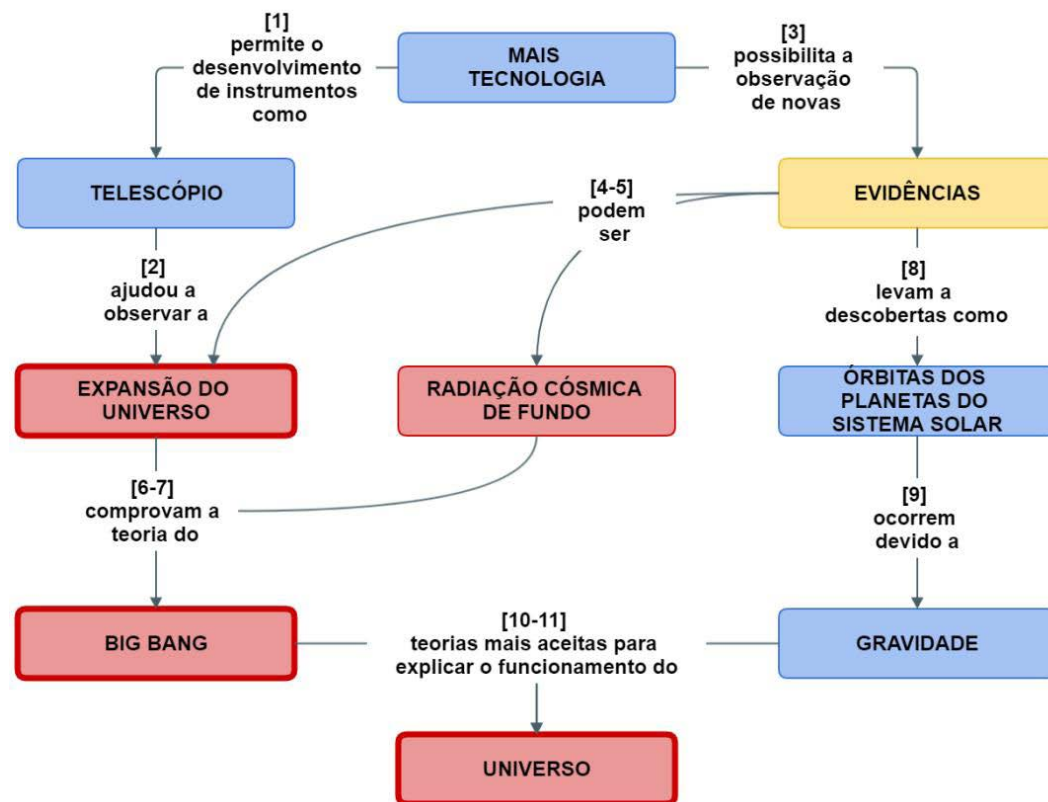 [1]
permite o
desenvolvimento
de instrumentos
como
MAIS
TECNOLOGIA
[3]
possibilita a
observação
de novas
TELESCÓPIO
[4-5]
podem
ser
EVIDÊNCIAS
[2]
ajudou a
observar a
[8]
levam a
descobertas como
EXPANSÃO DO
UNIVERSO
RADIAÇÃO CÓSMICA
DE FUNDO
ÓRBITAS DOS
PLANETAS DO
SISTEMA SOLAR
[6-7]
comprovam a
teoria do
[9]
ocorrem
devido a
BIG BANG
[10-11]
teorias mais aceitas para
explicar o funcionamento do
GRAVIDADE
UNIVERSO